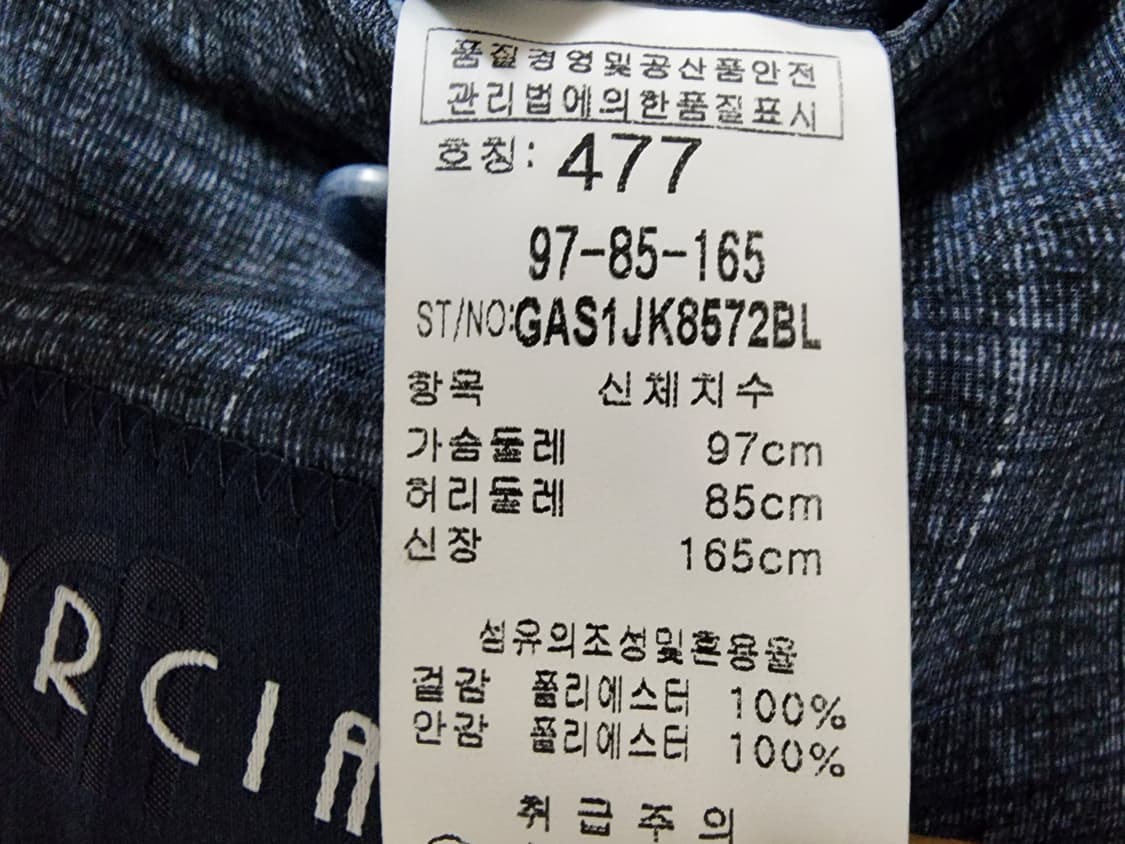 품질경영및공산품안전
관리법에의한품질표시
호칭: 477
97-85-165
ST/NO:GAS1JK8572BL
항목 신체치수
가슴둘레 97cm
허리둘레 85cm
신장 165cm
섬유의조성및혼용율
겉감 폴리에스터 100%
안감 폴리에스터 100%
취급주의
RCIA